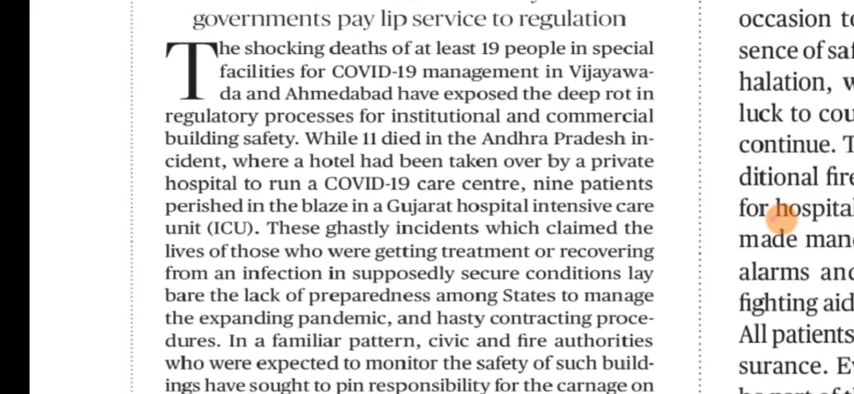 governments pay lip service to regulation
The shocking deaths of at least 19 people in special
facilities for COVID-19 management in Vijayawa-
da and Ahmedabad have exposed the deep rot in
regulatory processes for institutional and commercial
building safety. While 11 died in the Andhra Pradesh in-
cident, where a hotel had been taken over by a private
hospital to run a COVID-19 care centre, nine patients
perished in the blaze in a Gujarat hospital intensive care
unit (ICU). These ghastly incidents which claimed the
lives of those who were getting treatment or recovering
from an infection in supposedly secure conditions lay
bare the lack of preparedness among States to manage
the expanding pandemic, and hasty contracting proce-
dures. In a familiar pattern, civic and fire authorities
who were expected to monitor the safety of such build-
ings have sought to pin responsibility for the carnage on
occasion
sence of
halation,
luck to
continue.
ditional
for
made
alarms
fighting aid
All patients
surance.